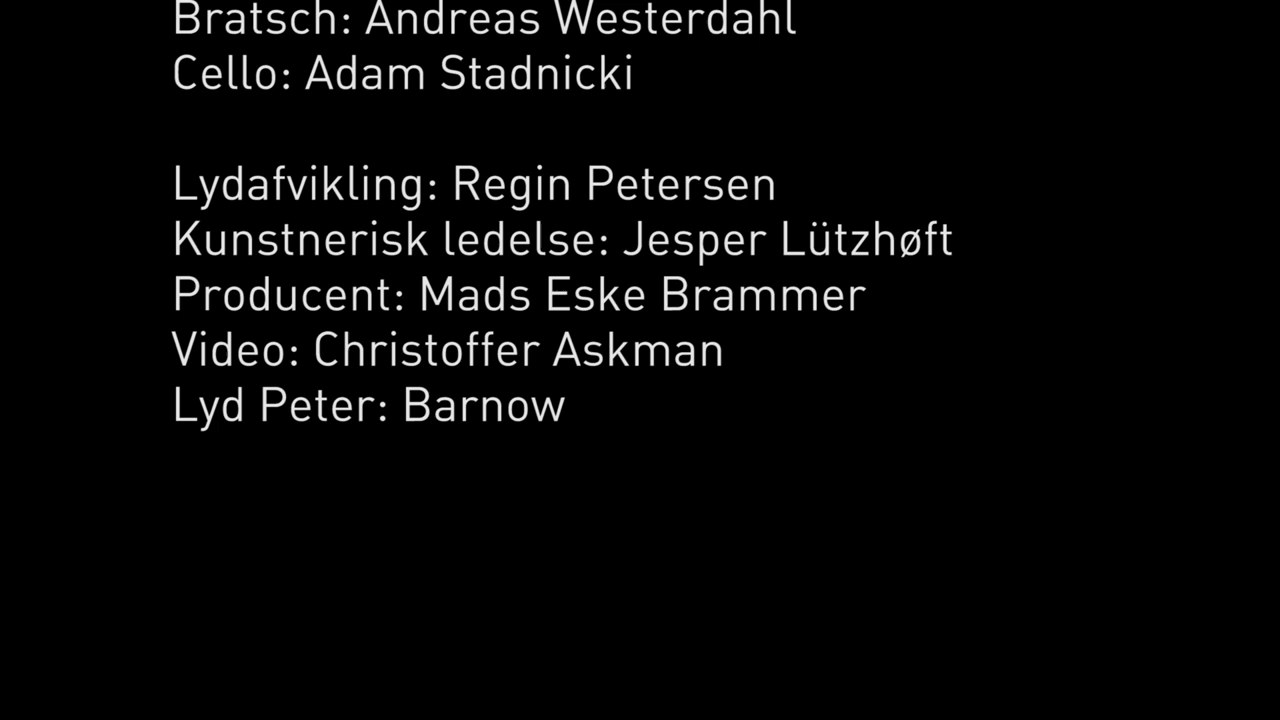 Bratsch: Andreas Westerdahl
Cello: Adam Stadnicki
Lydafvikling: Regin Petersen
Kunstnerisk ledelse: Jesper Lützhøft
Producent: Mads Eske Brammer
Video: Christoffer Askman
Lyd Peter: Barnow